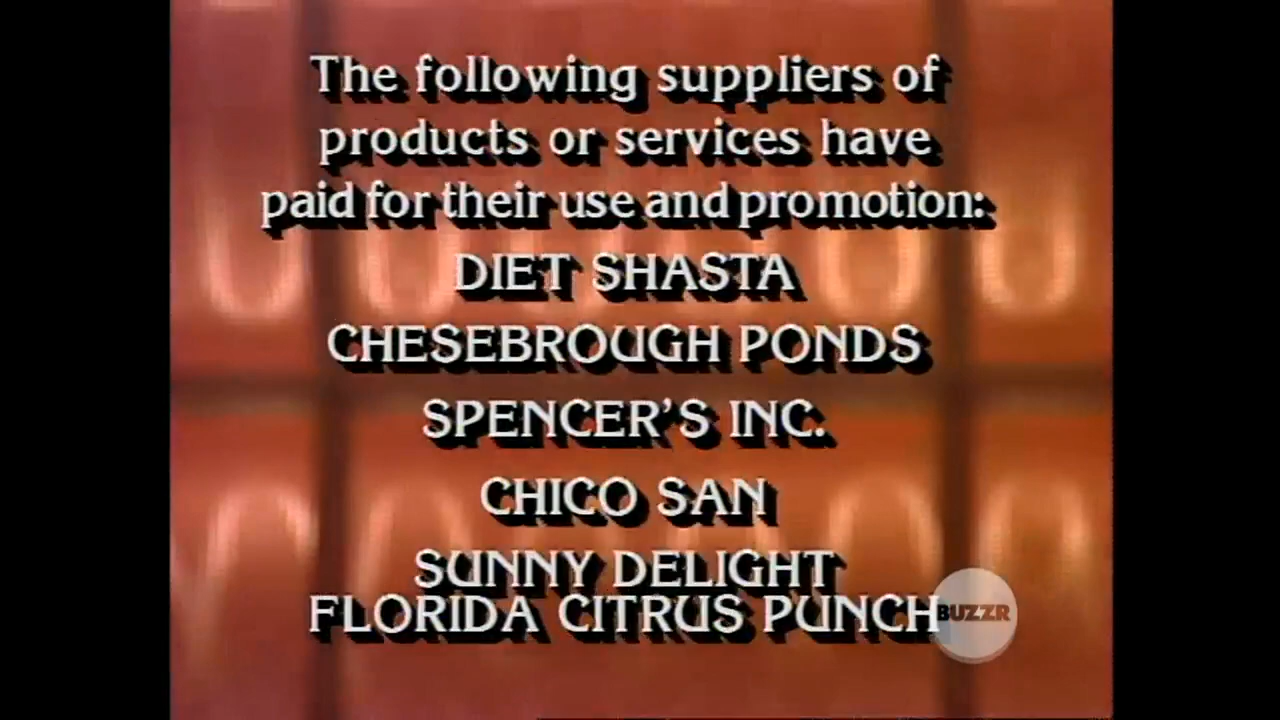 The following suppliers of
products or services have
paid for their use and promotion:
DIET SHASTA
CHESEBROUGH PONDS
SPENCER'S INC.
CHICO SAN
SUNNY DELIGHT
FLORIDA CITRUS PUNCH
BUZZR